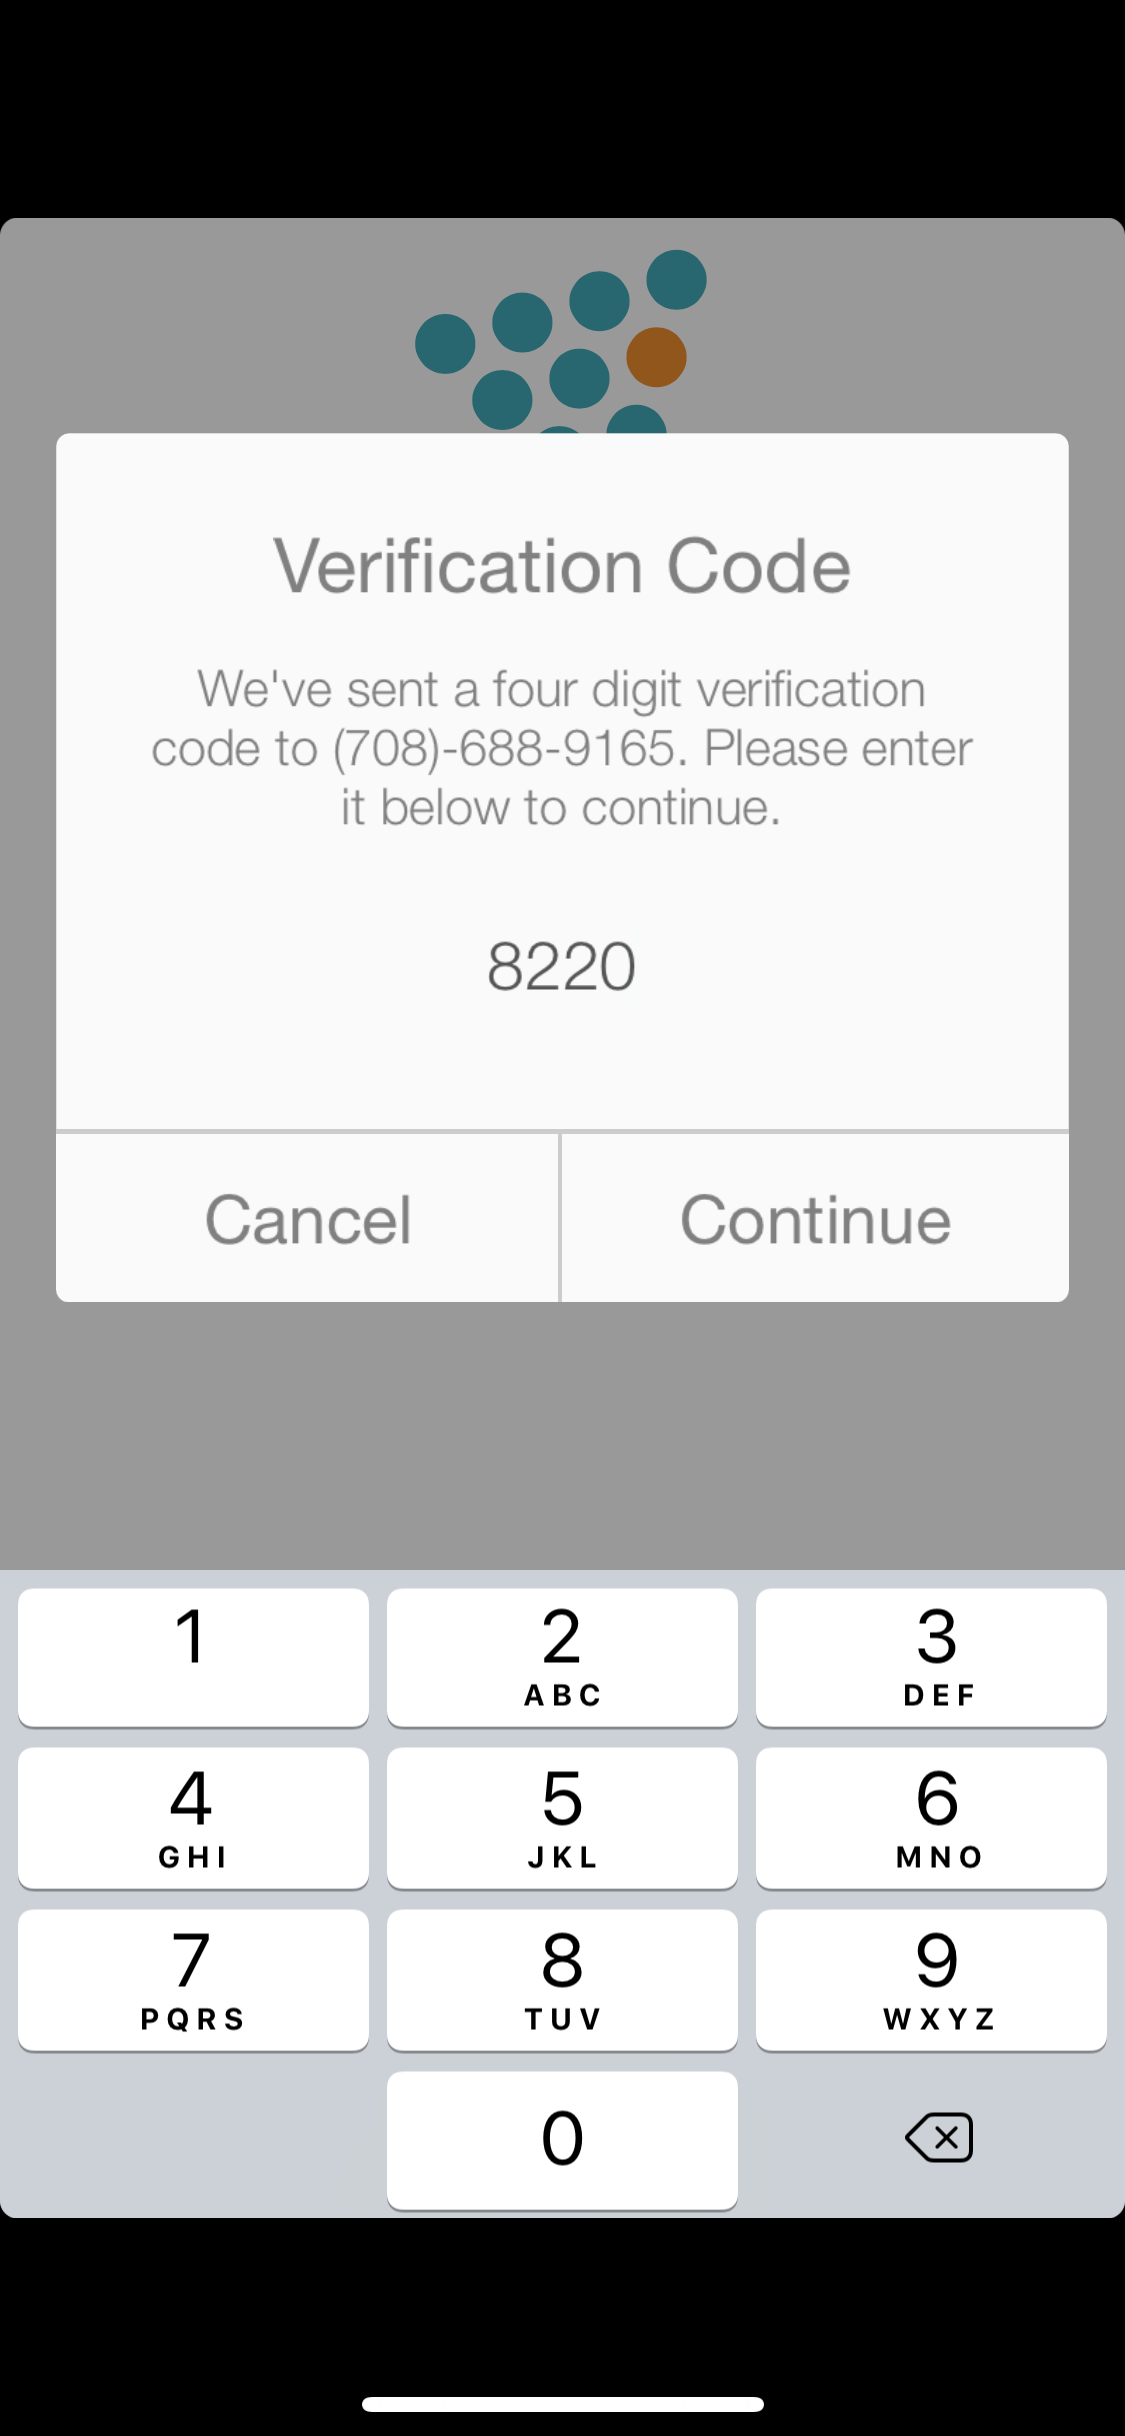 Verification Code
We've sent a four digit verification
code to (708)-688-9165. Please enter
it below to continue.
8220
Cancel
Continue
1
2
ABC
3
DEF
4
GHI
5
JKL
6
MNO
7
PQRS
8
TUV
9
WXYZ
0